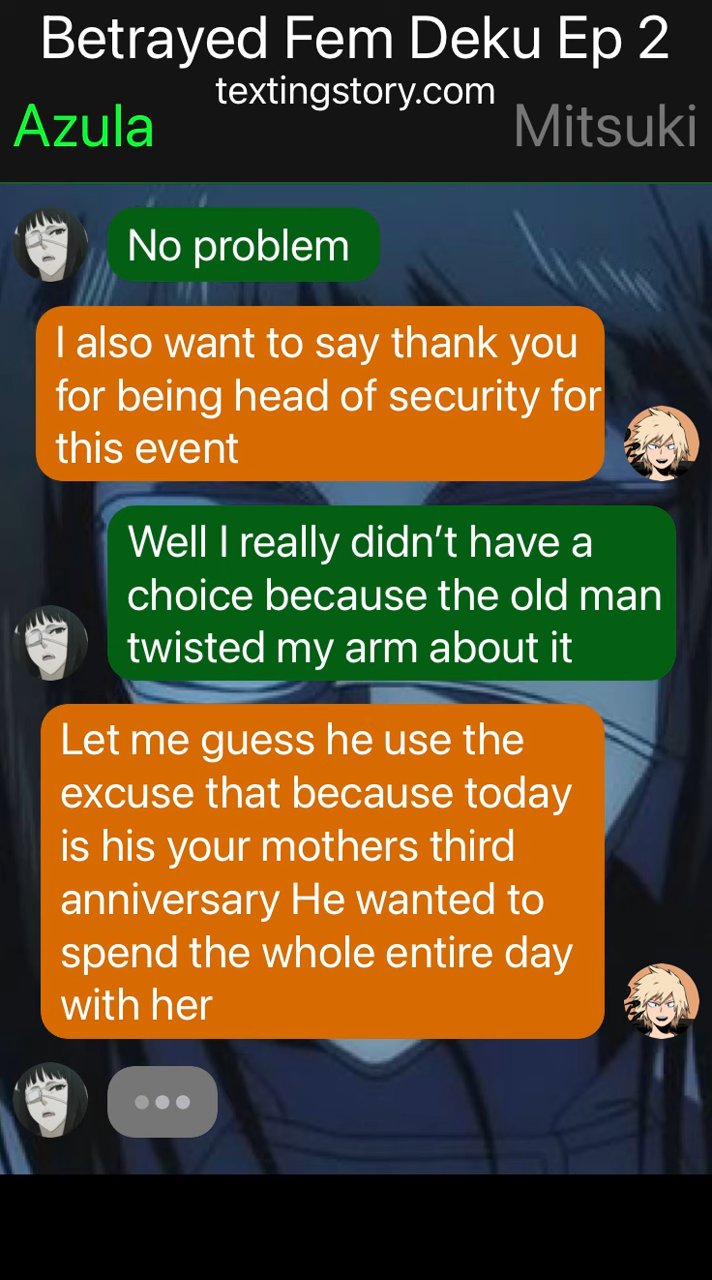 Betrayed Fem Deku Ep 2
textingstory.com
Azula
Mitsuki
No problem
I also want to say thank you
for being head of security for
this event
Well I really didn’t have a
choice because the old man
twisted my arm about it
Let me guess he use the
excuse that because today
is his your mothers third
anniversary He wanted to
spend the whole entire day
with her